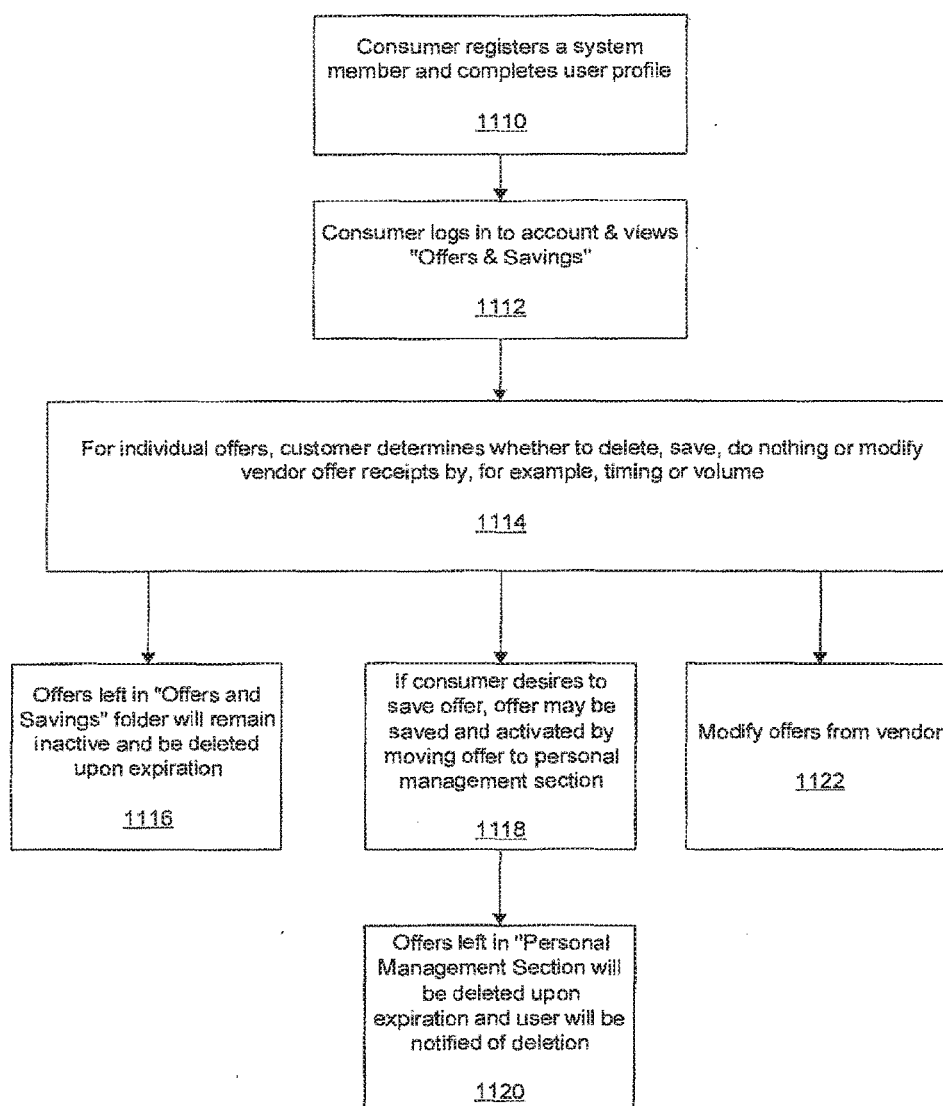 Consumer registers a system
member and completes user profile
1110
Consumer logs in to account & views
"Offers & Savings"
1112
For individual offers, customer determines whether to delete, save, do nothing or modify
vendor offer receipts by, for example, timing or volume
1114
Offers left in "Offers and
Savings" folder will remain
inactive and be deleted
upon expiration
1116
If consumer desires to
save offer, offer may be
saved and activated by
moving offer to personal
management section
1118
Modify offers from vendor
1122
Offers left in "Personal
Management Section will
be deleted upon
expiration and user will be
notified of deletion
1120